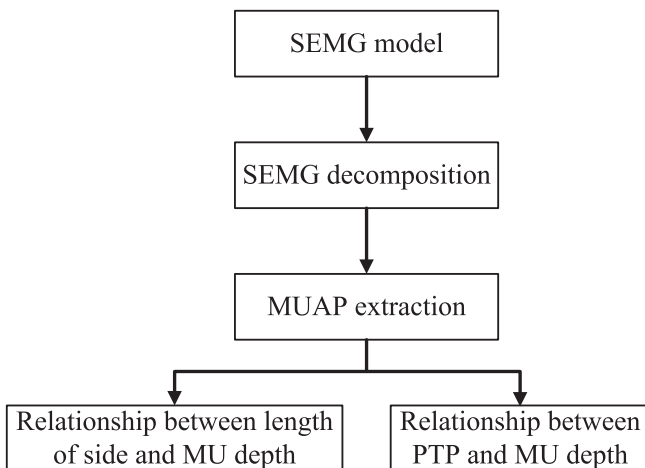 SEMG model
SEMG decomposition
MUAP extraction
Relationship between length
of side and MU depth
Relationship between
PTP and MU depth